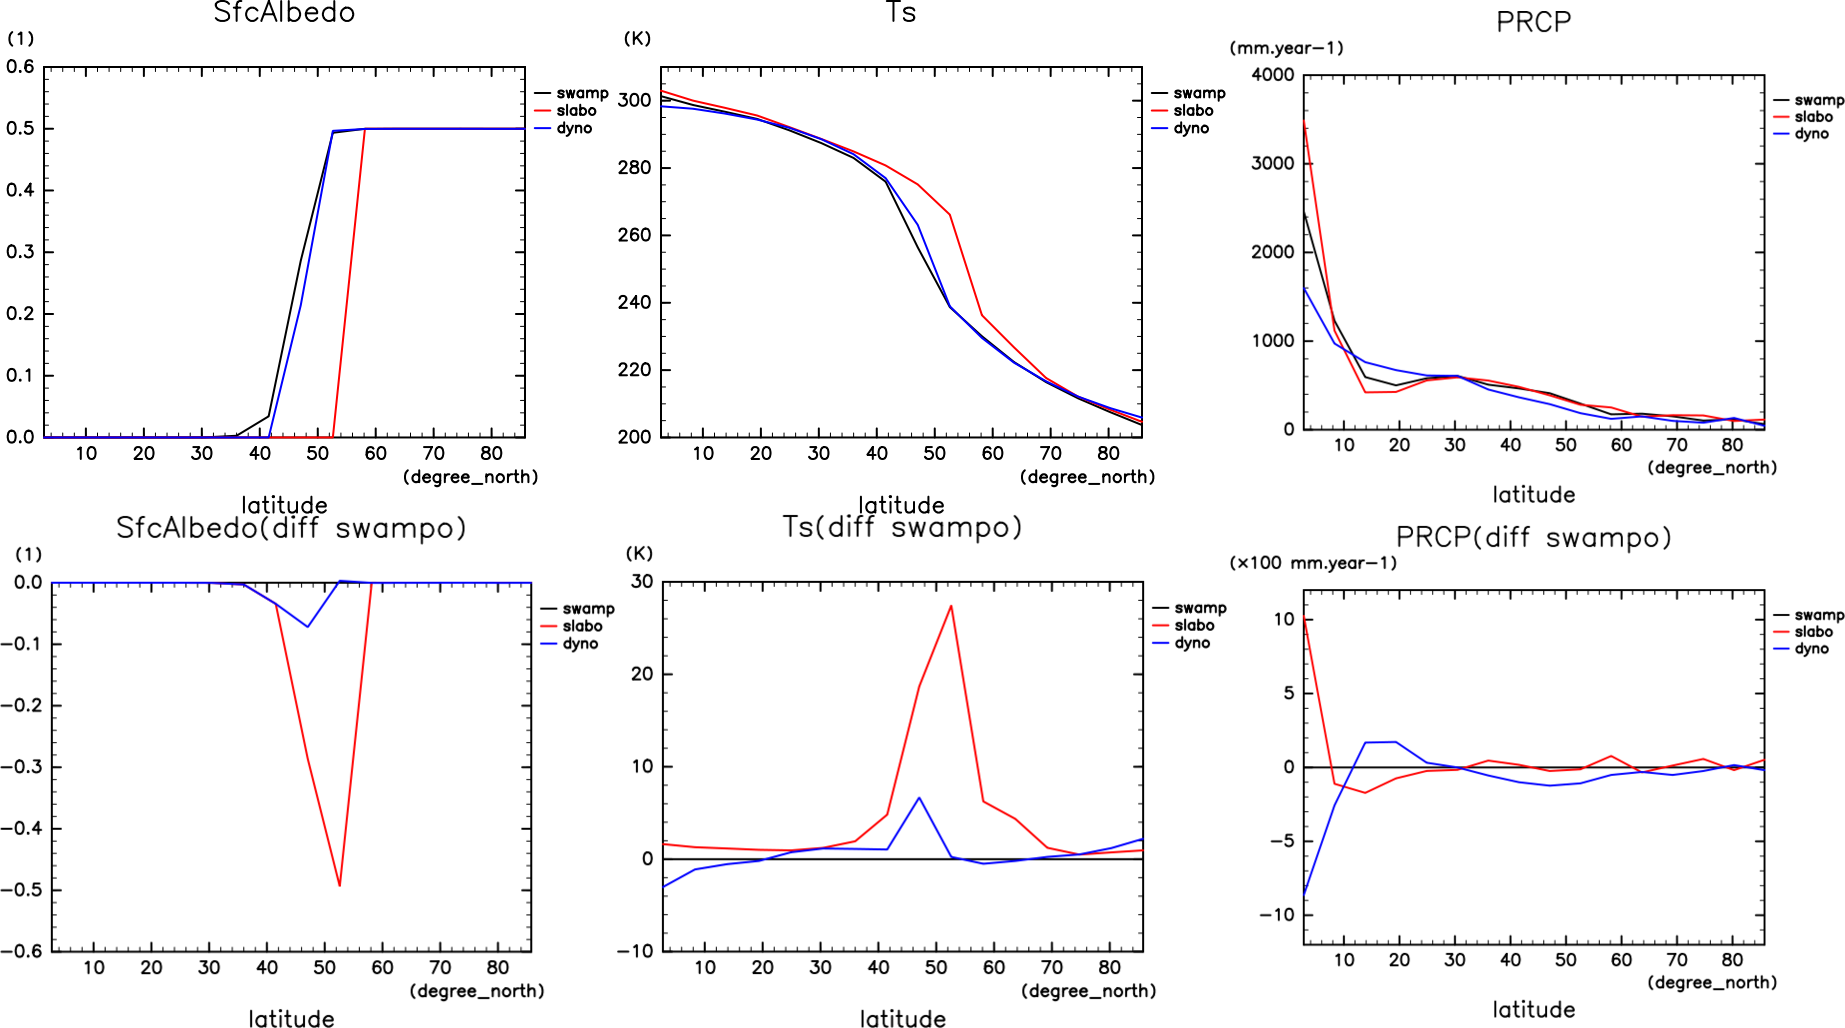 SfcAlbedo
(1)
0.6
0.5
0.4
0.3
0.2
0.1
0.0
10 20 30 40 50 60 70 80
(degree_north)
latitude
swamp
slabo
dyno
Ts
(K)
300
280
260
240
220
200
10 20 30 40 50 60 70 80
(degree_north)
latitude
swamp
slabo
dyno
PRCP
(mm.year-1)
4000
3000
2000
1000
0
10 20 30 40 50 60 70 80
(degree_north)
latitude
swamp
slabo
dyno
SfcAlbedo(diff swampo)
(1)
0.0
-0.1
-0.2
-0.3
-0.4
-0.5
-0.6
10 20 30 40 50 60 70 80
(degree_north)
latitude
swamp
slabo
dyno
Ts(diff swampo)
(K)
30
20
10
0
-10
10 20 30 40 50 60 70 80
(degree_north)
latitude
swamp
slabo
dyno
PRCP(diff swampo)
(×100 mm.year-1)
10
5
0
-5
-10
10 20 30 40 50 60 70 80
(degree_north)
latitude
swamp
slabo
dyno